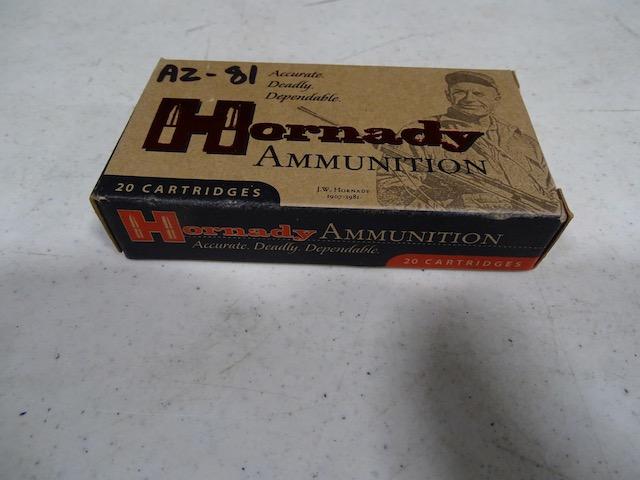 AZ-81
Accurate.
Deadly.
Dependable.
Hornady
AMMUNITION
20 CARTRIDGES
J.W. HORNADY
1907-1981
Hornady AMMUNITION
Accurate. Deadly. Dependable.
20 CARTRIDGES